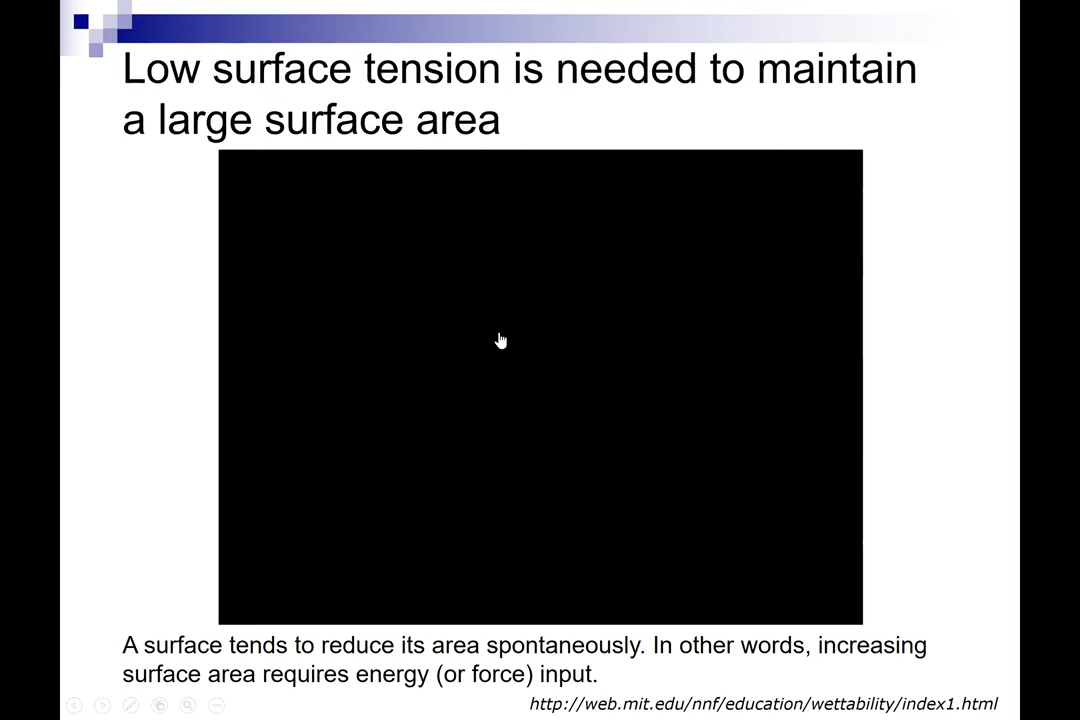 Low surface tension is needed to maintain
a large surface area
A surface tends to reduce its area spontaneously. In other words, increasing
surface area requires energy (or force) input.
http://web.mit.edu/nnf/education/wettability/index1.html